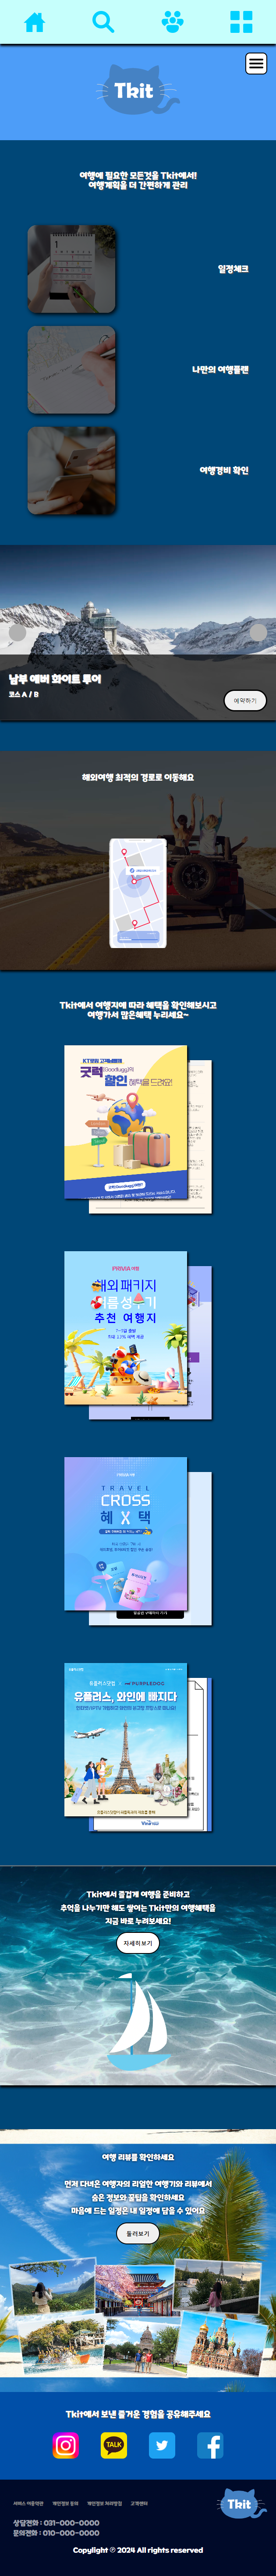 Tkit
여행에 필요한 모든것을 Tkit에서!
여행계획을 더 간편하게 관리
1
일정체크
나만의 여행플랜
여행경비 확인
남부 애버 화이트 투어
코스 A / B
예약하기
해외여행 최적의 경로로 이동해요
Tkit에서 여행지에 따라 혜택을 확인해보시고
여행가서 많은혜택 누리세요~
굿럭
할인 혜택을 드려요!
PRIVIA 여행
해외 패키지
추천 여행지
TRAVEL
CROSS
혜 X 택
유플러스닷컴
PURPLEDOG
유플러스, 와인에 빠지다
Tkit에서 즐겁게 여행을 준비하고
추억을 나누기만 해도 쌓이는 Tkit만의 여행혜택을
지금 바로 누려보세요!
자세히보기
여행 리뷰를 확인하세요
먼저 다녀온 여행자의 리얼한 여행기와 리뷰에서
숨은 정보와 꿀팁을 확인하세요
마음에 드는 일정은 내 일정에 담을 수 있어요
둘러보기
Tkit에서 보낸 즐거운 경험을 공유해주세요
TALK
서비스 이용약관 개인정보 동의 개인정보 처리방침 고객센터
Tkit
상담전화 : 031-000-0000
문의전화 : 010-000-0000
Copylight ℗ 2024 All rights reserved